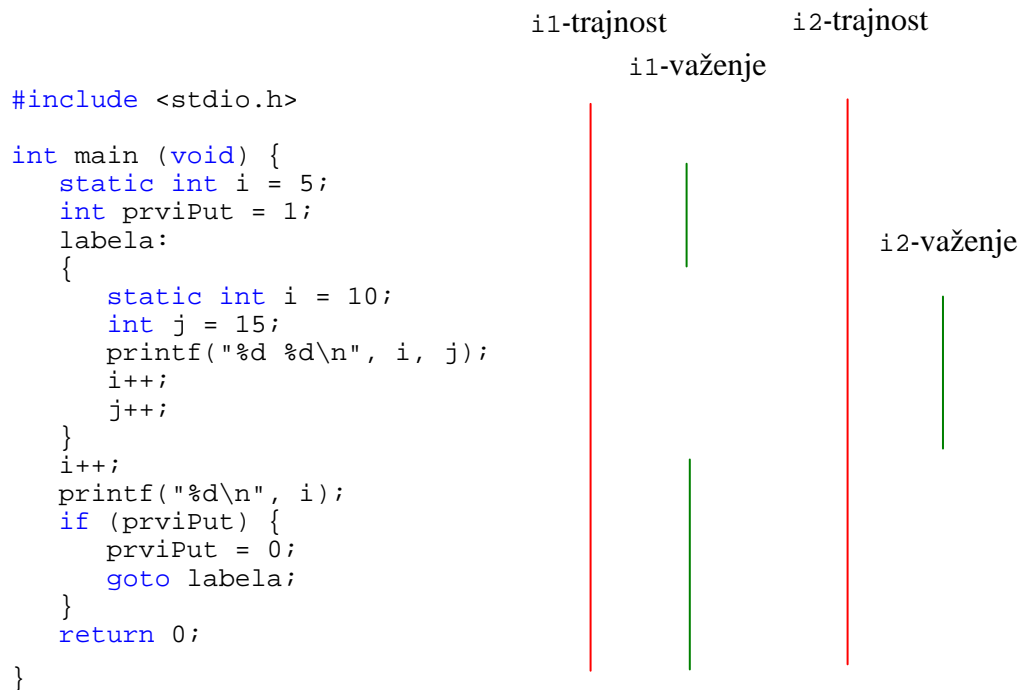 i1-trajnost i2-trajnost
i1-važenje
#include <stdio.h>
int main (void) {
static int i = 5;
int prviPut = 1;
labela:
i2-važenje
{
static int i = 10;
int j = 15;
printf("%d %d\n", i, j);
i++;
j++;
}
i++;
printf("%d\n", i);
if (prviPut) {
prviPut = 0;
goto labela;
}
return 0;
}